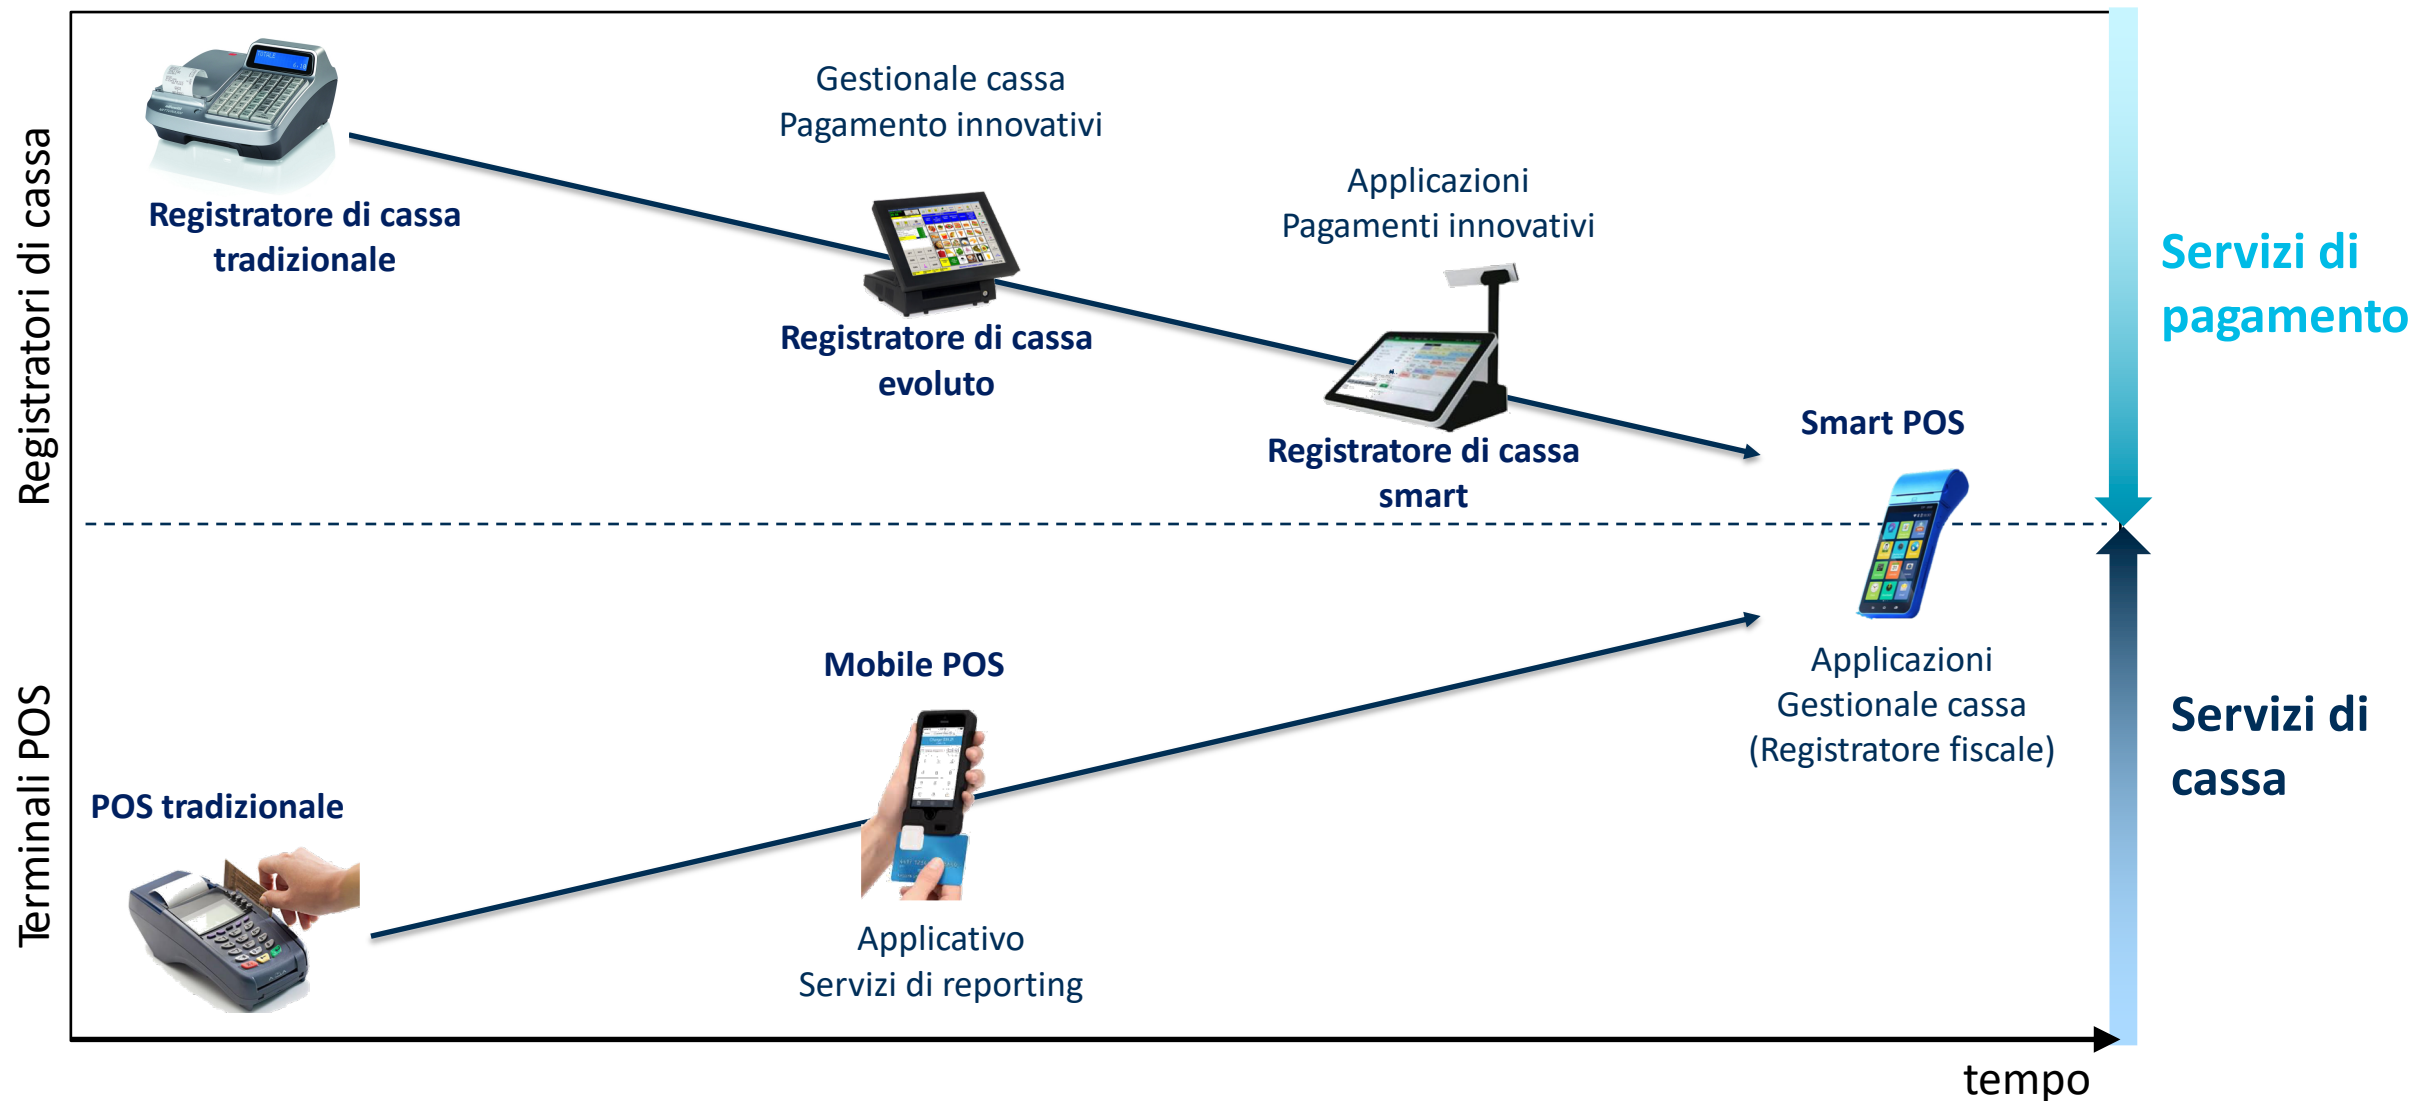 Registratori di cassa
Gestionale cassa
Pagamento innovativi
Registratore di cassa
tradizionale
Applicazioni
Pagamenti innovativi
Registratore di cassa
evoluto
Registratore di cassa
smart
Smart POS
Servizi di
pagamento
Terminali POS
POS tradizionale
Mobile POS
Applicativo
Servizi di reporting
Applicazioni
Gestionale cassa
(Registratore fiscale)
Servizi di
cassa
tempo